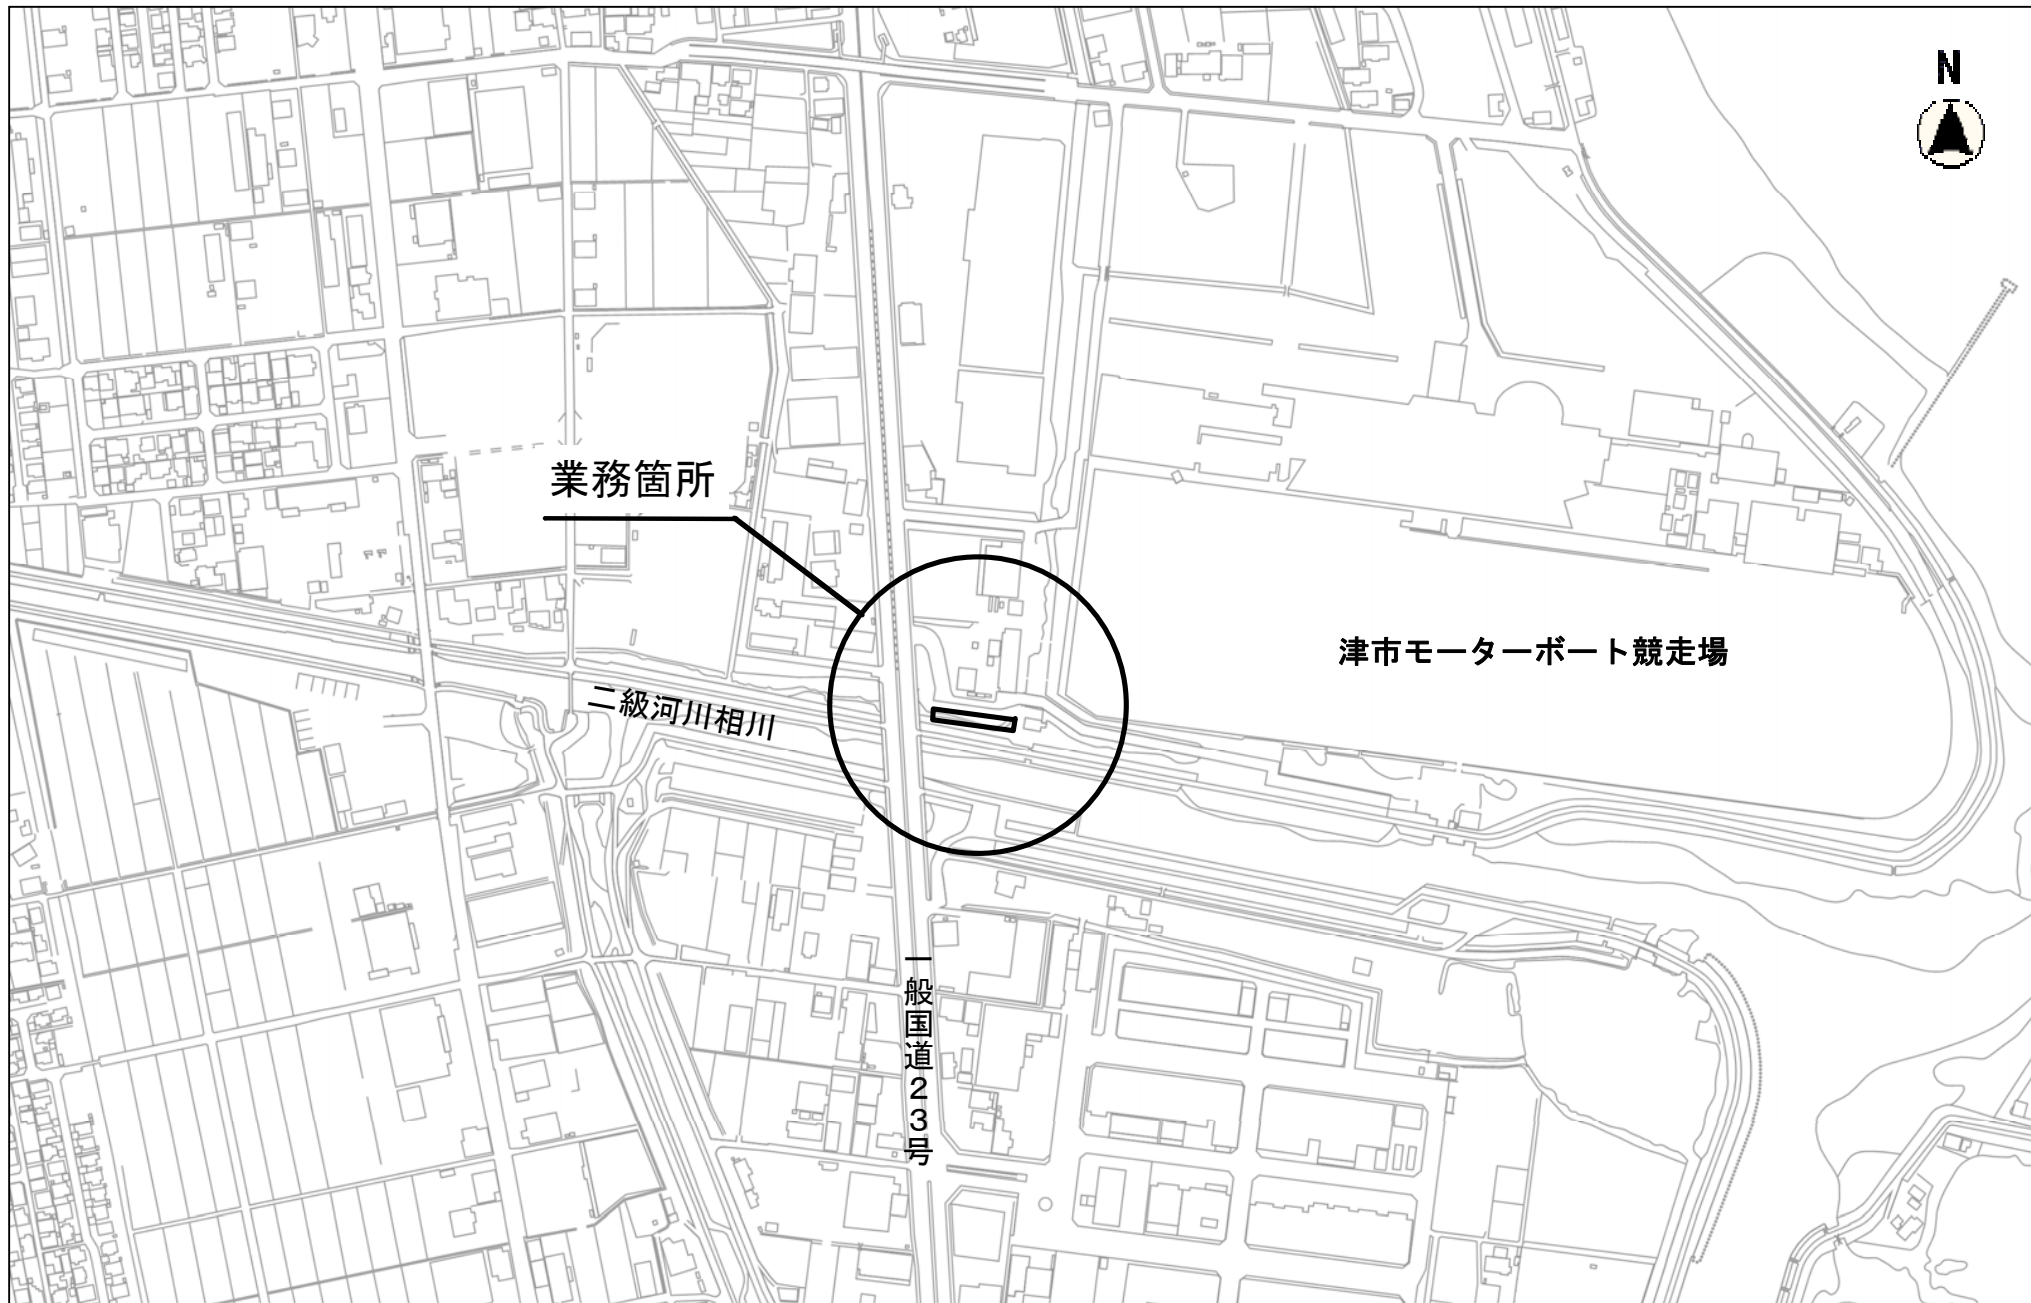 N
業務箇所
津市モーターボート競走場
二級河川相川
一般国道23号